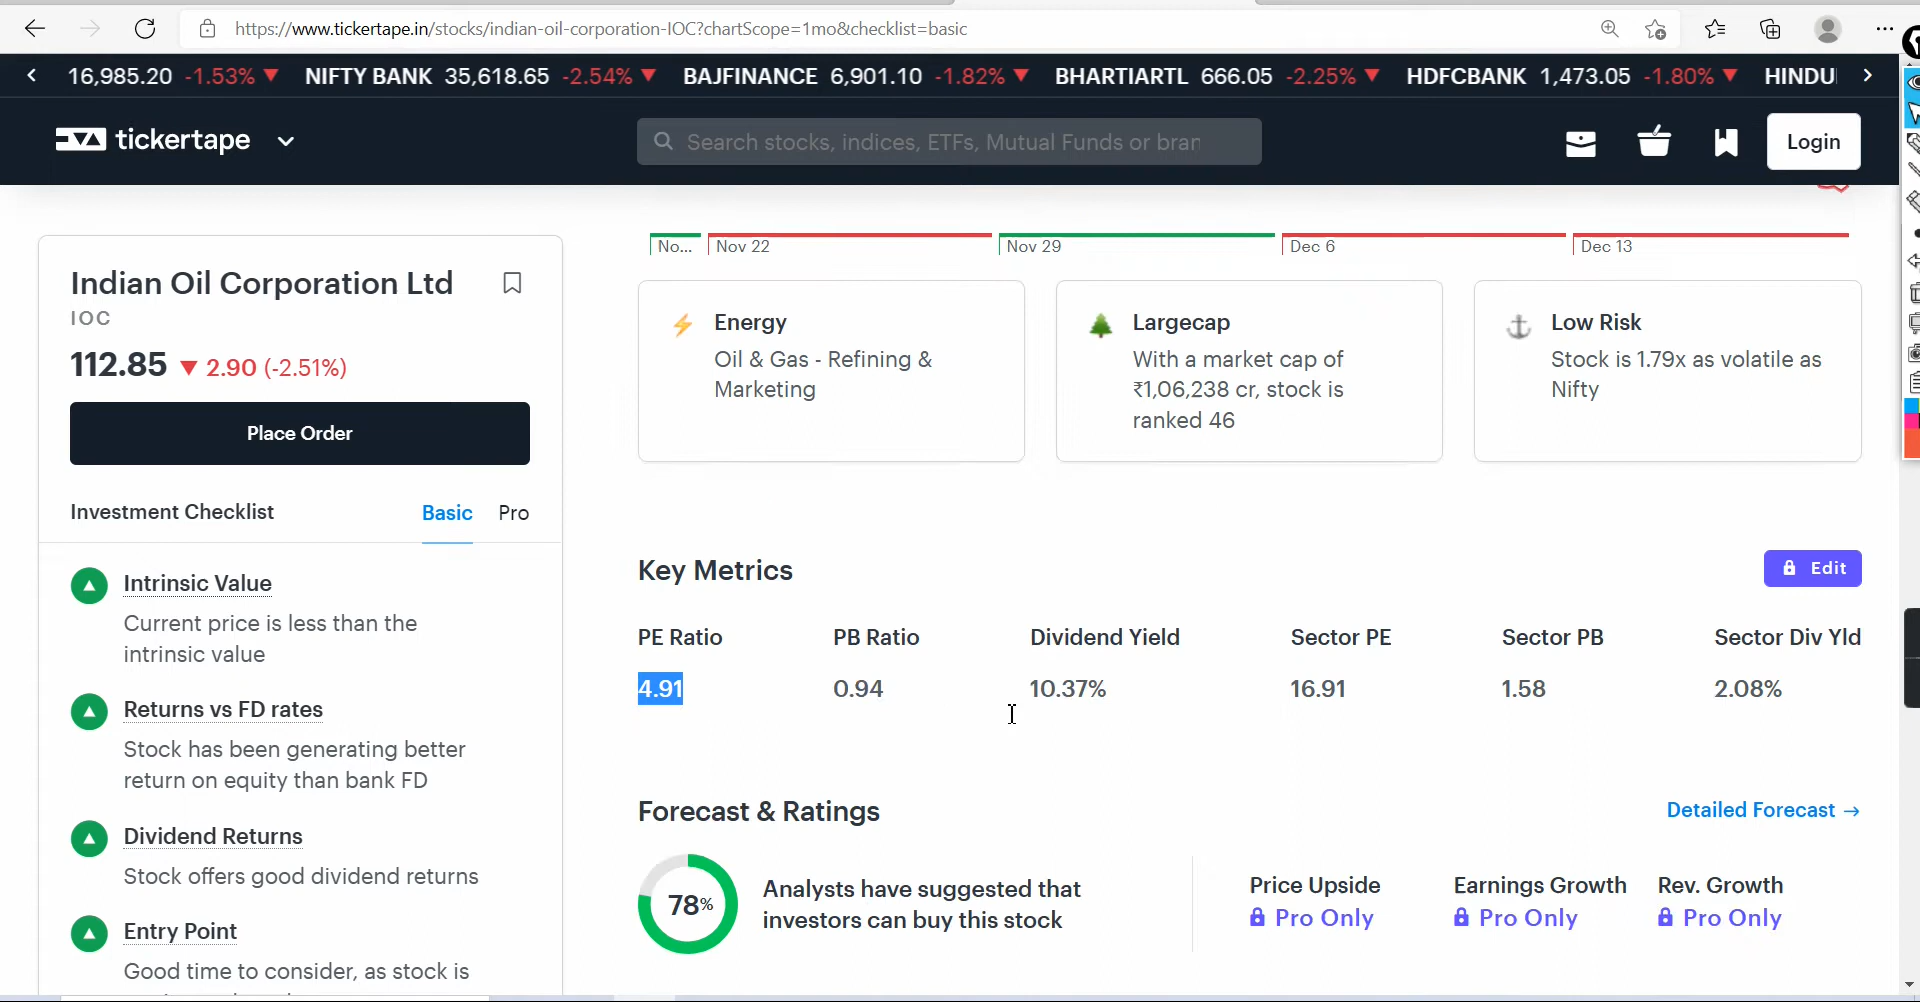 https://www.tickertape.in/stocks/indian-oil-corporation-IOC?chartScope=1mo&checklist=basic
16,985.20 -1.53% ▼ NIFTY BANK 35,618.65 -2.54% ▼ BAJFINANCE 6,901.10 -1.82% ▼ BHARTIARTL 666.05 -2.25% ▼ HDFCBANK 1,473.05 -1.80% ▼ HINDU
tickertape
Search stocks, indices, ETFs, Mutual Funds or bran
Login
No... Nov 22 Nov 29 Dec 6 Dec 13
Indian Oil Corporation Ltd
IOC
112.85 ▼ 2.90 (-2.51%)
Place Order
Investment Checklist Basic Pro
Intrinsic Value
Current price is less than the
intrinsic value
Returns vs FD rates
Stock has been generating better
return on equity than bank FD
Dividend Returns
Stock offers good dividend returns
Entry Point
Good time to consider, as stock is
Energy
Oil & Gas - Refining &
Marketing
Largecap
With a market cap of
₹1,06,238 cr, stock is
ranked 46
Low Risk
Stock is 1.79x as volatile as
Nifty
Key Metrics
Edit
PE Ratio PB Ratio Dividend Yield Sector PE Sector PB Sector Div Yld
4.91 0.94 10.37% 16.91 1.58 2.08%
Forecast & Ratings
Detailed Forecast →
78%
Analysts have suggested that
investors can buy this stock
Price Upside Earnings Growth Rev. Growth
Pro Only Pro Only Pro Only